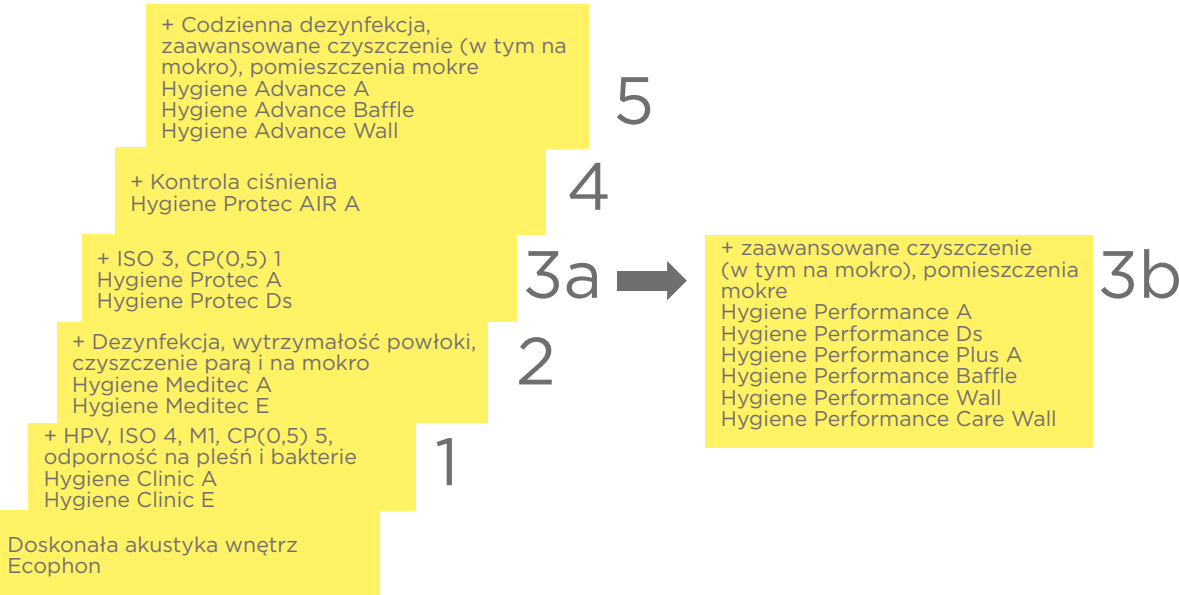 + Codzienna dezynfekcja,
zaawansowane czyszczenie (w tym na
mokro), pomieszczenia mokre
Hygiene Advance A
Hygiene Advance Baffle
Hygiene Advance Wall
5
+ Kontrola ciśnienia
Hygiene Protec AIR A
4
+ ISO 3, CP(0,5) 1
Hygiene Protec A
Hygiene Protec Ds
3a
+ zaawansowane czyszczenie
(w tym na mokro), pomieszczenia
mokre
Hygiene Performance A
Hygiene Performance Ds
Hygiene Performance Plus A
Hygiene Performance Baffle
Hygiene Performance Wall
Hygiene Performance Care Wall
3b
+ Dezynfekcja, wytrzymałość powłoki,
czyszczenie parą i na mokro
Hygiene Meditec A
Hygiene Meditec E
2
+ HPV, ISO 4, M1, CP(0,5) 5,
odporność na pleśń i bakterie
Hygiene Clinic A
Hygiene Clinic E
1
Doskonała akustyka wnętrz
Ecophon